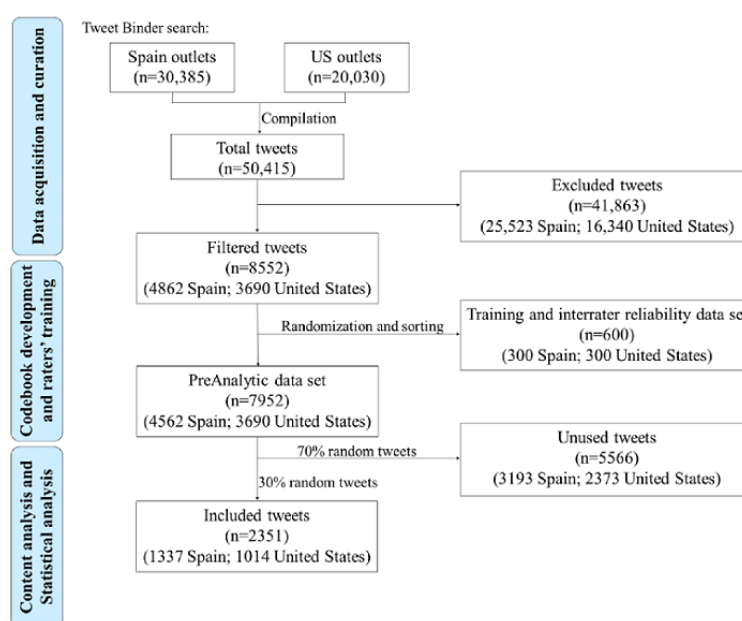 Tweet Binder search:
Spain outlets
(n=30,385)
US outlets
(n=20,030)
Compilation
Total tweets
(n=50,415)
Excluded tweets
(n=41,863)
(25,523 Spain; 16,340 United States)
Filtered tweets
(n=8552)
(4862 Spain; 3690 United States)
Randomization and sorting
Training and interrater reliability data se
(n=600)
(300 Spain; 300 United States)
PreAnalytic data set
(n=7952)
(4562 Spain; 3690 United States)
70% random tweets
Unused tweets
(n=5566)
(3193 Spain; 2373 United States)
30% random tweets
Included tweets
(n=2351)
(1337 Spain; 1014 United States)
Data acquisition and curation
Codebook development
and raters' training
Content analysis and
Statistical analysis